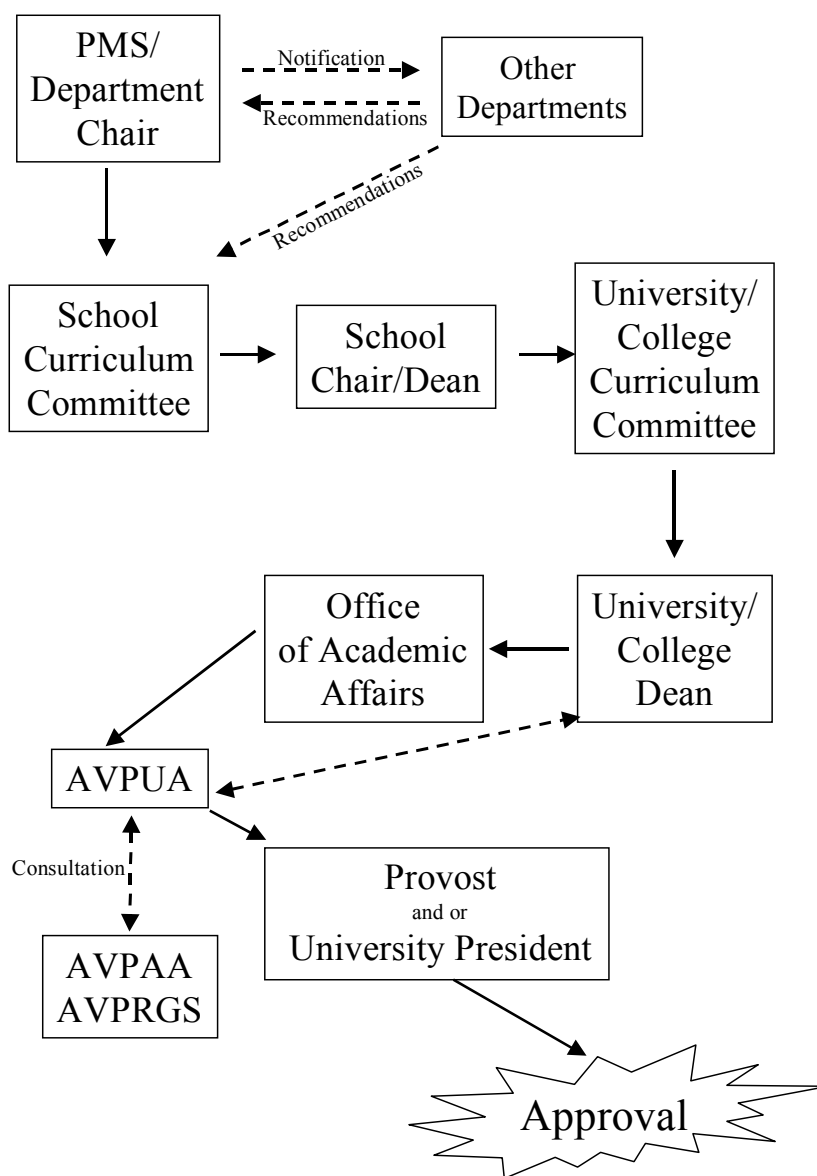 PMS/
Department
Chair
Notification
Recommendations
Other
Departments
Recommendations
School
Curriculum
Committee
School
Chair/Dean
University/
College
Curriculum
Committee
Office
of Academic
Affairs
University/
College
Dean
AVPUA
Consultation
AVPAA
AVPRGS
Provost
and or
University President
Approval